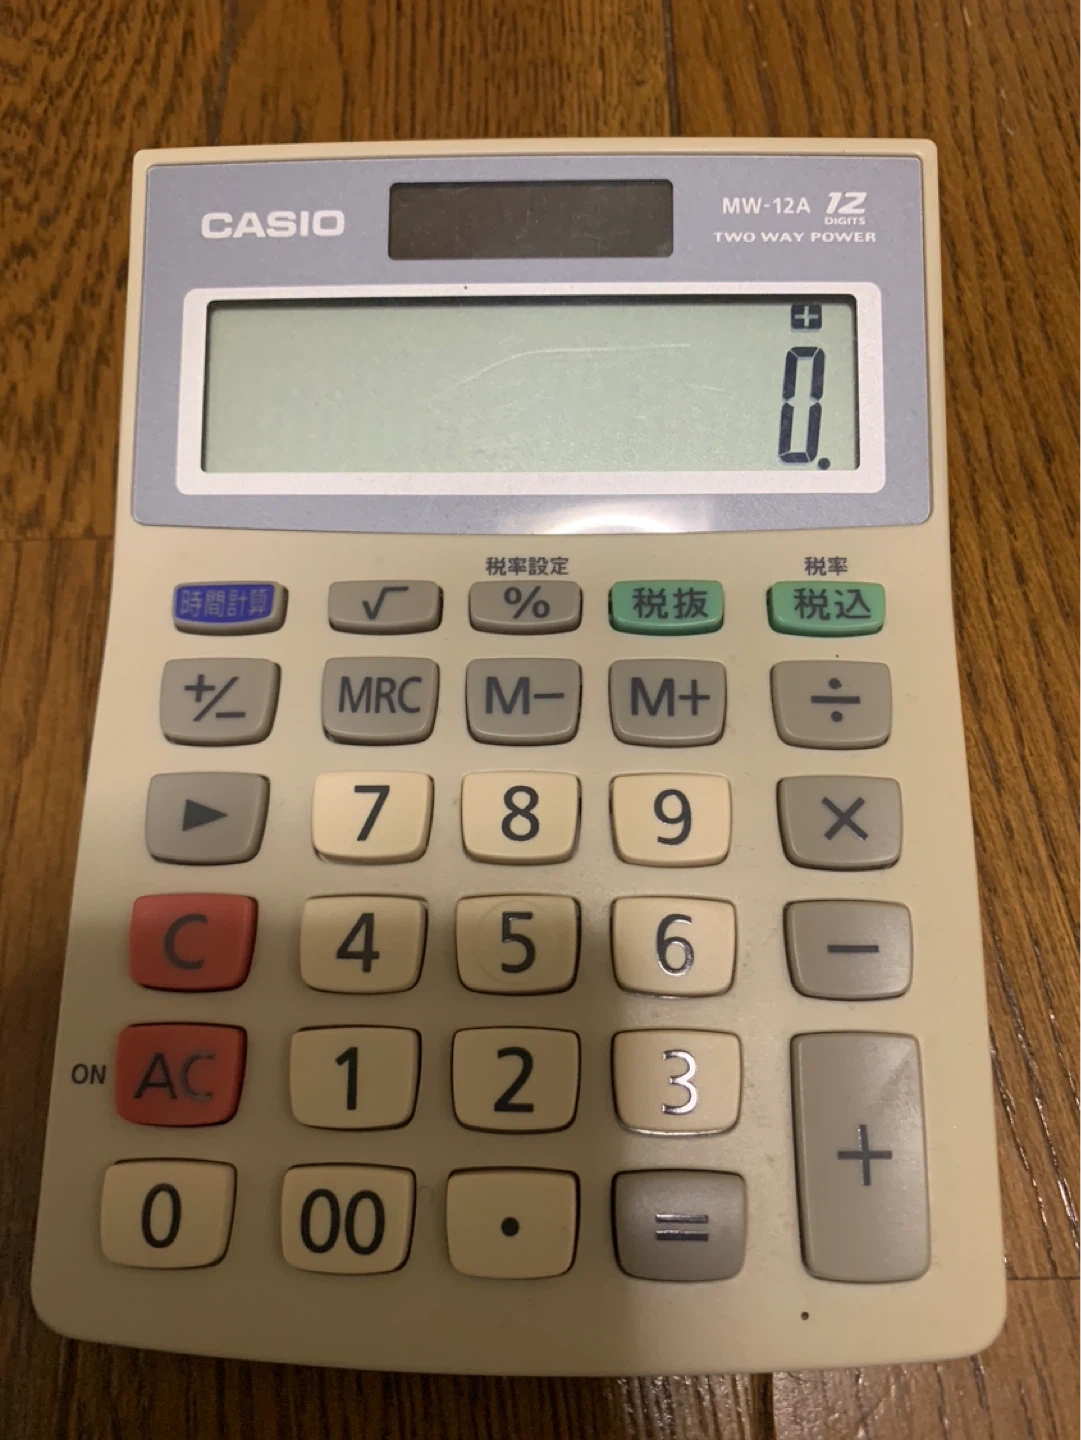 CASIO
MW-12A 12
DIGITS
TWO WAY POWER
+
0.
税率設定 税率
時間計算 √ % 税抜 税込
+/− MRC M− M+ ÷
▶ 7 8 9 ×
C 4 5 6 −
ON AC 1 2 3 +
0 00 • =